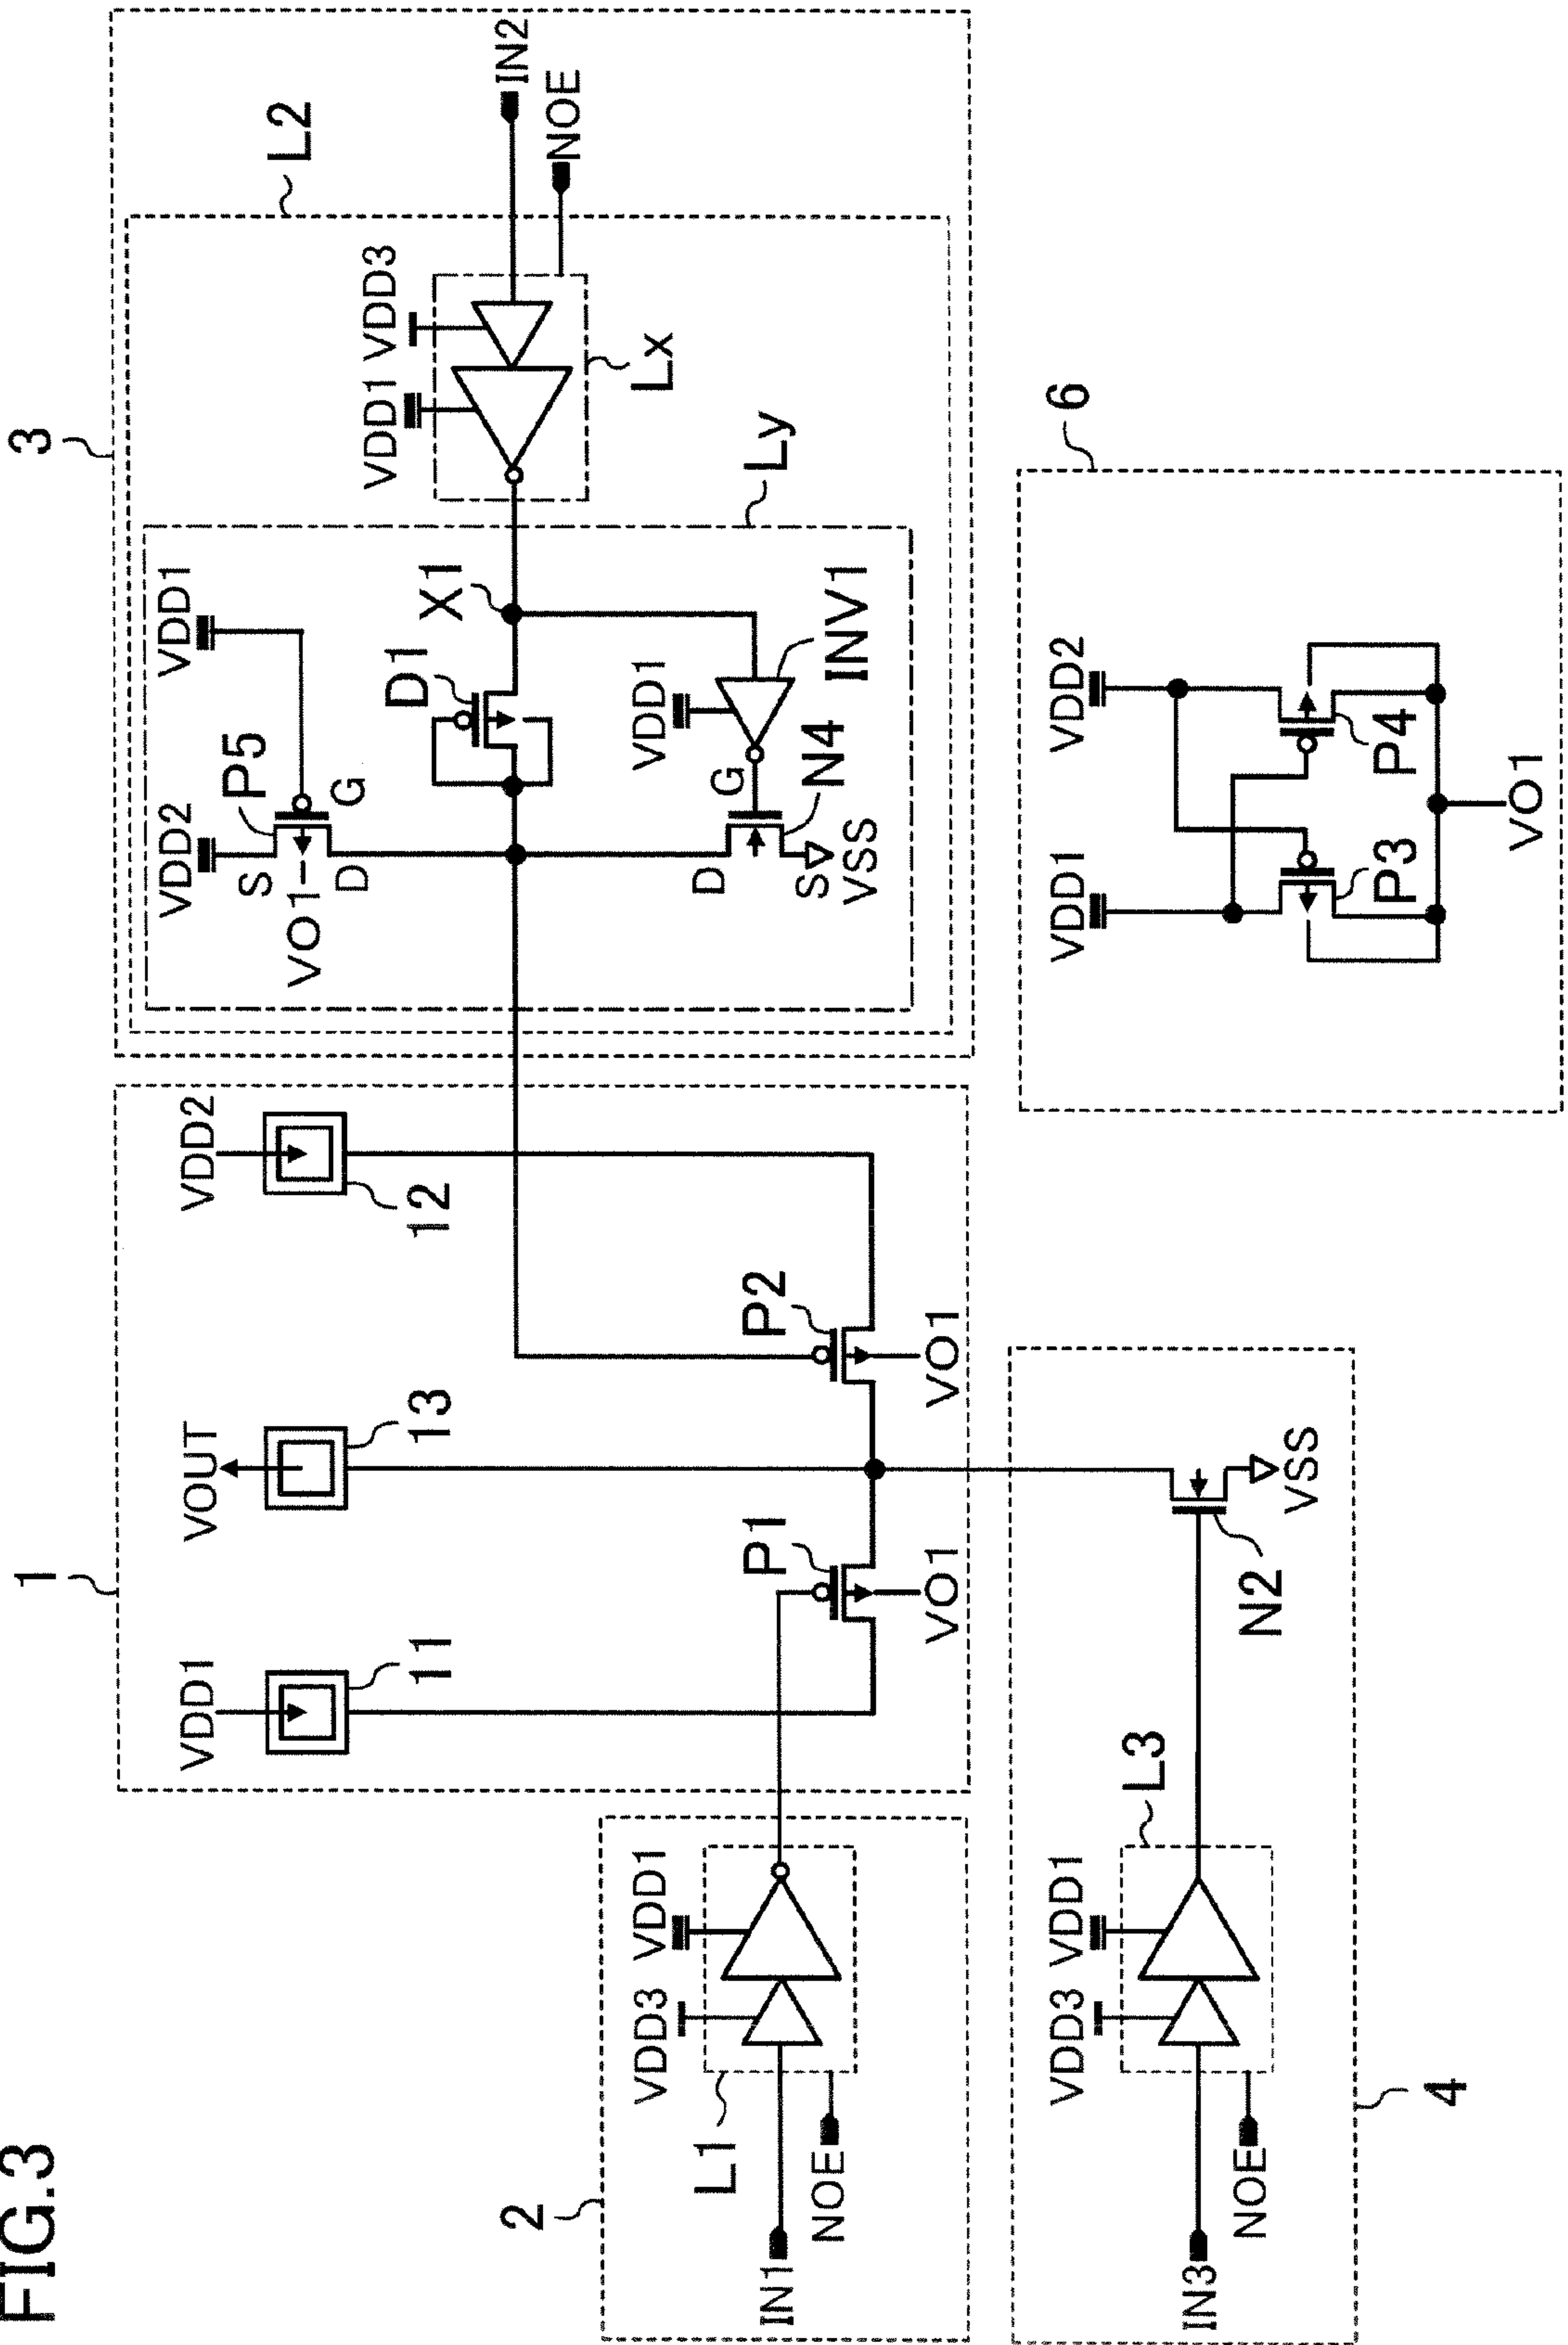 FIG.3
1
VDD1
11
VOUT
13
VDD2
12
P1
VO1
P2
VO1
2
VDD3
VDD1
L1
IN1
NOE
3
L2
VDD2
P5
S
G
D
VO1
VDD1
D1
X1
VDD1
G
D
N4
S
VSS
INV1
Ly
VDD1
VDD3
Lx
IN2
NOE
4
VDD3
VDD1
L3
IN3
NOE
N2
VSS
6
VDD1
VDD2
P3
P4
VO1